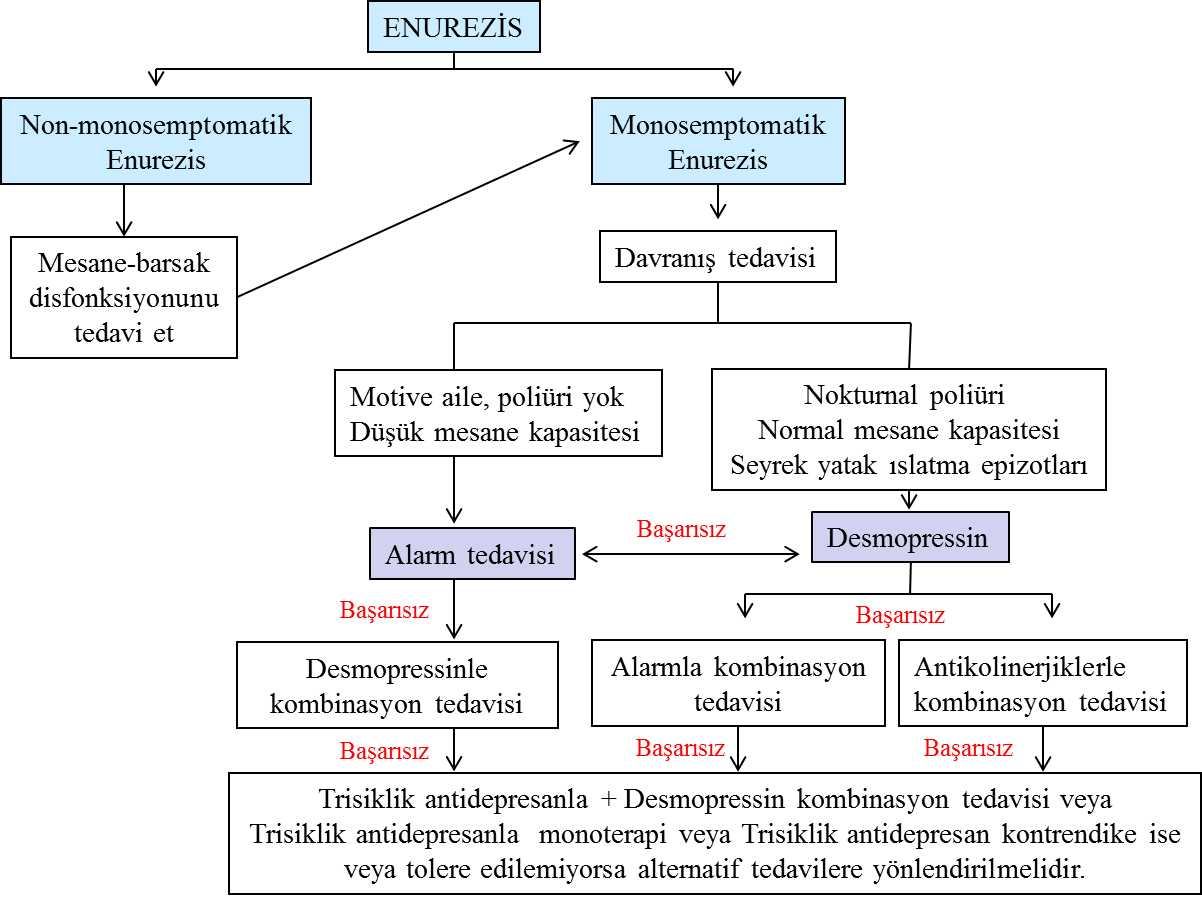 ENUREZİS
Non-monosemptomatik
Enurezis
Monosemptomatik
Enurezis
Mesane-barsak
disfonksiyonunu
tedavi et
Davranış tedavisi
Motive aile, poliüri yok
Düşük mesane kapasitesi
Nokturnal poliüri
Normal mesane kapasitesi
Seyrek yatak ıslatma epizotları
Alarm tedavisi
Başarısız
Desmopressin
Başarısız
Başarısız
Desmopressinle
kombinasyon tedavisi
Alarmla kombinasyon
tedavisi
Antikolinerjiklerle
kombinasyon tedavisi
Başarısız
Başarısız
Başarısız
Trisiklik antidepresanla + Desmopressin kombinasyon tedavisi veya
Trisiklik antidepresanla monoterapi veya Trisiklik antidepresan kontrendike ise
veya tolere edilemiyorsa alternatif tedavilere yönlendirilmelidir.